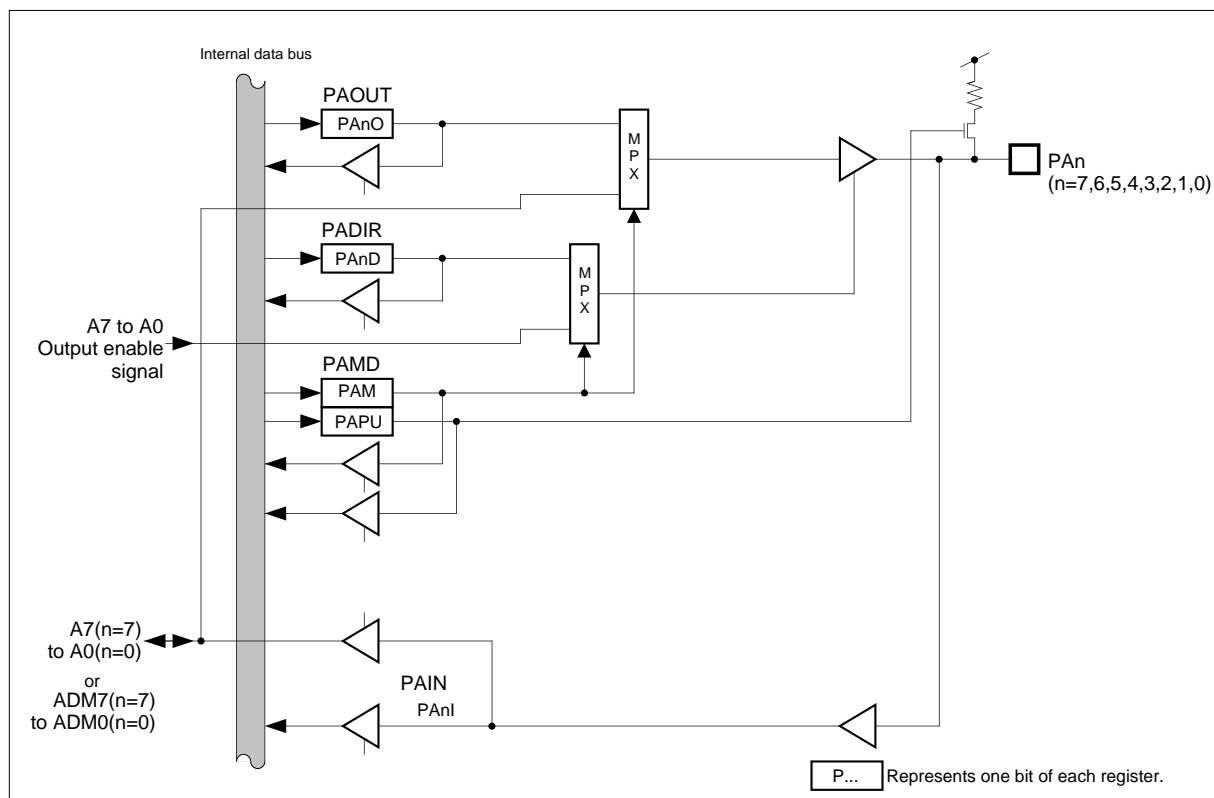 Internal data bus
PAOUT
PAnO
M
P
X
PAn
(n=7,6,5,4,3,2,1,0)
PADIR
PAnD
M
P
X
A7 to A0
Output enable
signal
PAMD
PAM
PAPU
A7(n=7)
to A0(n=0)
or
ADM7(n=7)
to ADM0(n=0)
PAIN
PAnI
P... Represents one bit of each register.